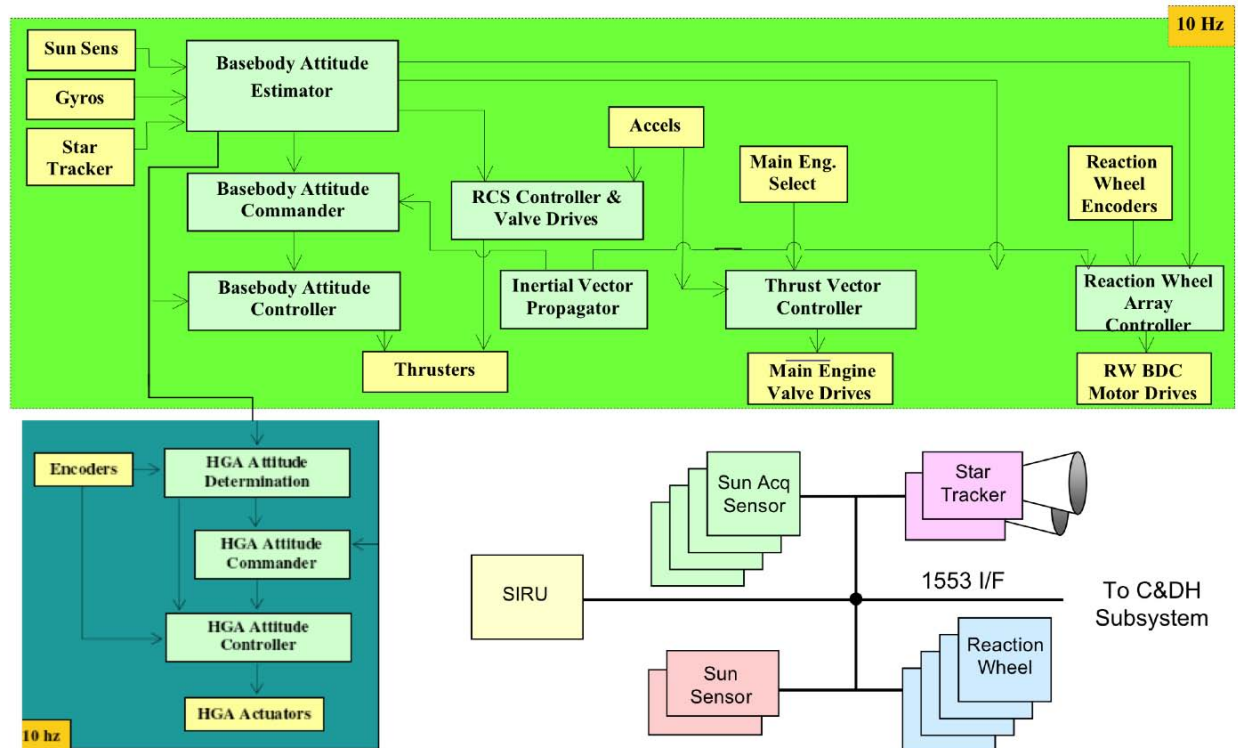 10 Hz
Sun Sens
Gyros
Star
Tracker
Basebody Attitude
Estimator
Accels
Main Eng.
Select
Reaction
Wheel
Encoders
Basebody Attitude
Commander
RCS Controller &
Valve Drives
Basebody Attitude
Controller
Inertial Vector
Propagator
Thrust Vector
Controller
Reaction Wheel
Array
Controller
Thrusters
Main Engine
Valve Drives
RW BDC
Motor Drives
Encoders
HGA Attitude
Determination
HGA Attitude
Commander
HGA Attitude
Controller
HGA Actuators
10 hz
Sun Acq
Sensor
Star
Tracker
SIRU
1553 I/F
To C&DH
Subsystem
Sun
Sensor
Reaction
Wheel